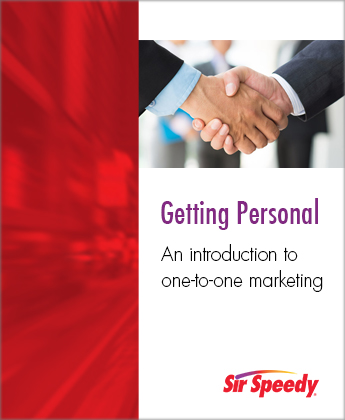 Getting Personal
An introduction to
one-to-one marketing
Sir Speedy®